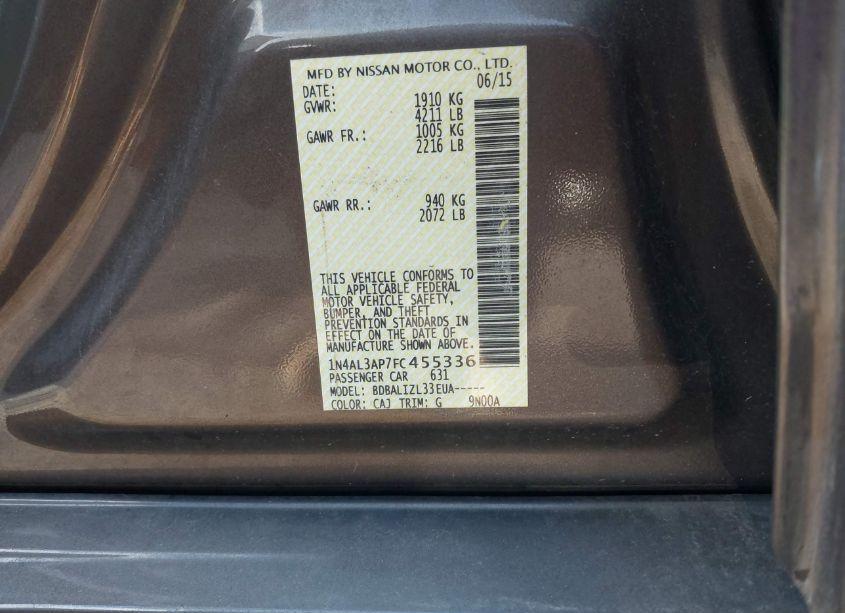 MFD BY NISSAN MOTOR CO., LTD.
DATE: 06/15
GVWR: 1910 KG
4211 LB
GAWR FR.: 1005 KG
2216 LB
GAWR RR.: 940 KG
2072 LB
THIS VEHICLE CONFORMS TO
ALL APPLICABLE FEDERAL
MOTOR VEHICLE SAFETY,
BUMPER, AND THEFT
PREVENTION STANDARDS IN
EFFECT ON THE DATE OF
MANUFACTURE SHOWN ABOVE.
1N4AL3AP7FC455336
PASSENGER CAR 631
MODEL: BDBALIZL33EUA-----
COLOR: CAJ TRIM: G 9N00A